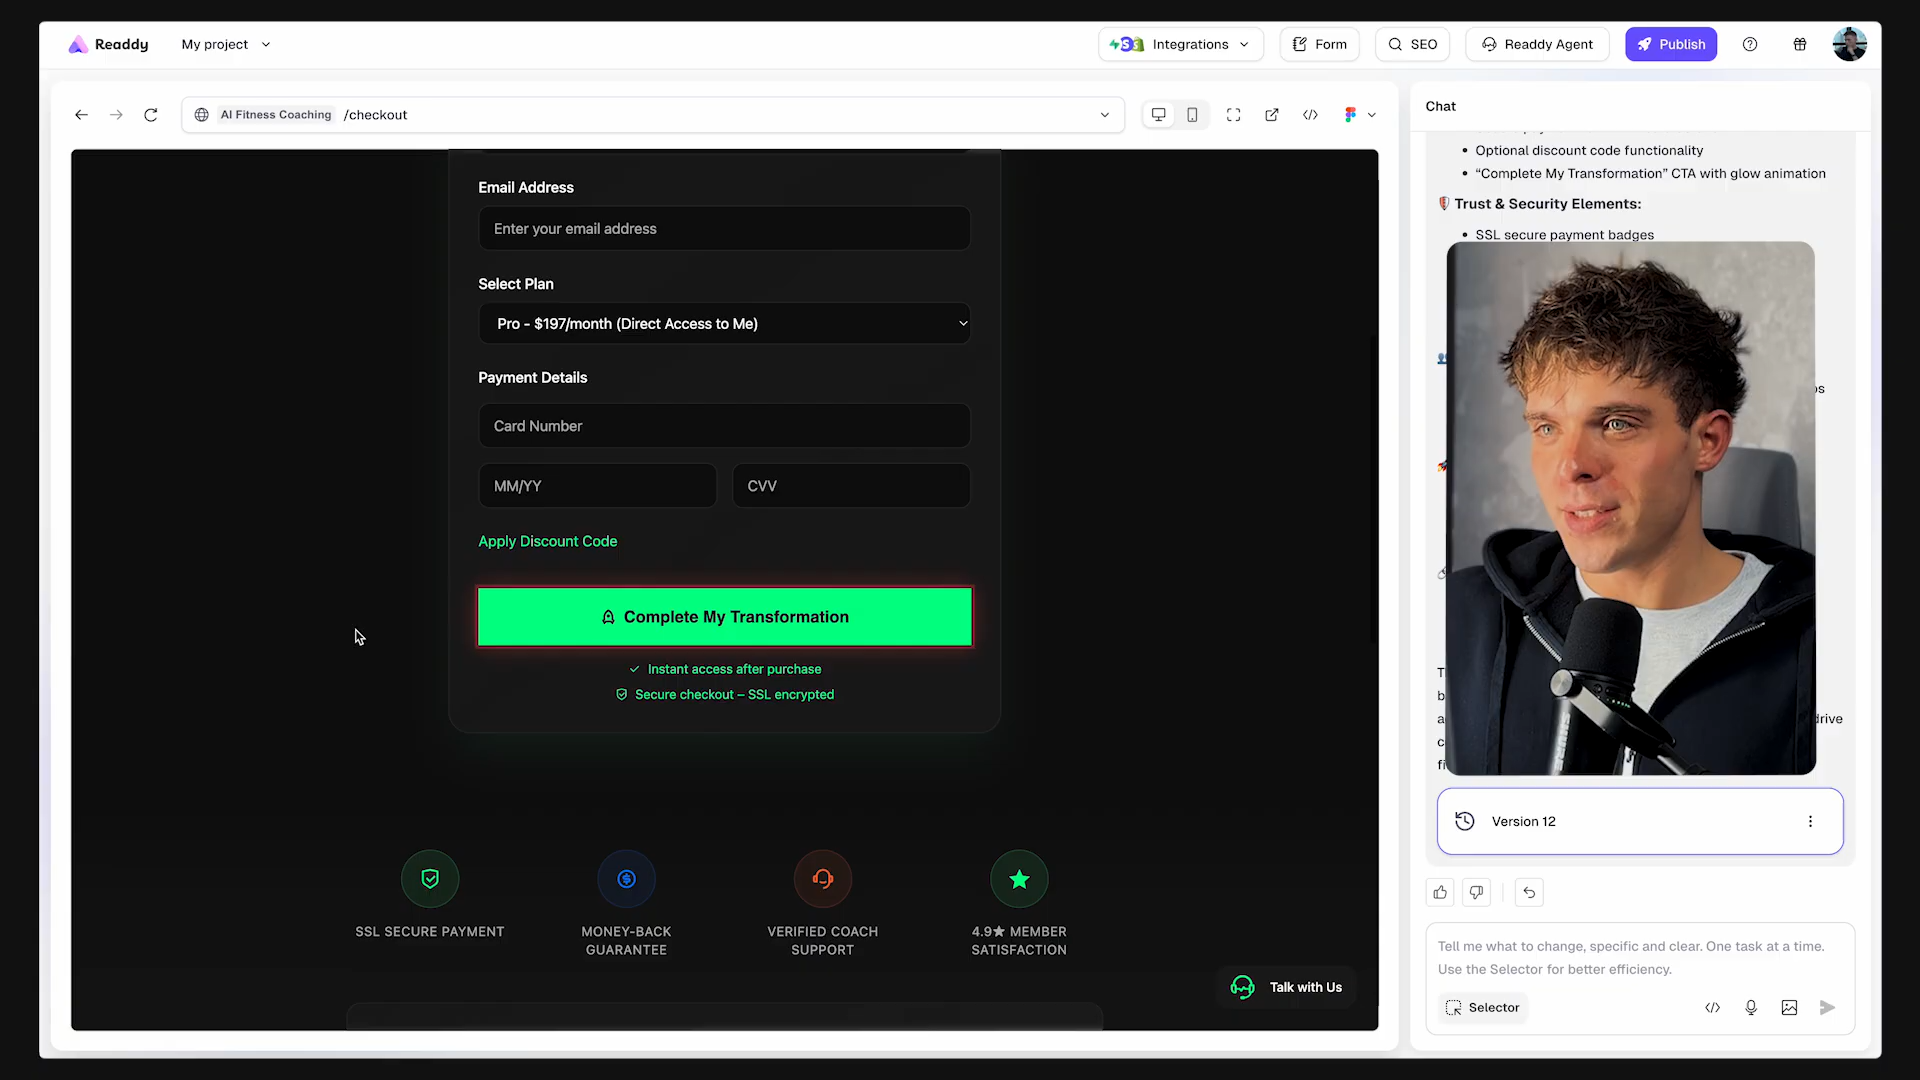 Readdy
My project
Integrations
Form
SEO
Readdy Agent
Publish
AI Fitness Coaching
/checkout
Email Address
Enter your email address
Select Plan
Pro - $197/month (Direct Access to Me)
Payment Details
Card Number
MM/YY
CVV
Apply Discount Code
Complete My Transformation
Instant access after purchase
Secure checkout – SSL encrypted
SSL SECURE PAYMENT
MONEY-BACK
GUARANTEE
VERIFIED COACH
SUPPORT
4.9★ MEMBER
SATISFACTION
Talk with Us
Chat
• Optional discount code functionality
• “Complete My Transformation” CTA with glow animation
Trust & Security Elements:
• SSL secure payment badges
drive
Version 12
Tell me what to change, specific and clear. One task at a time.
Use the Selector for better efficiency.
Selector